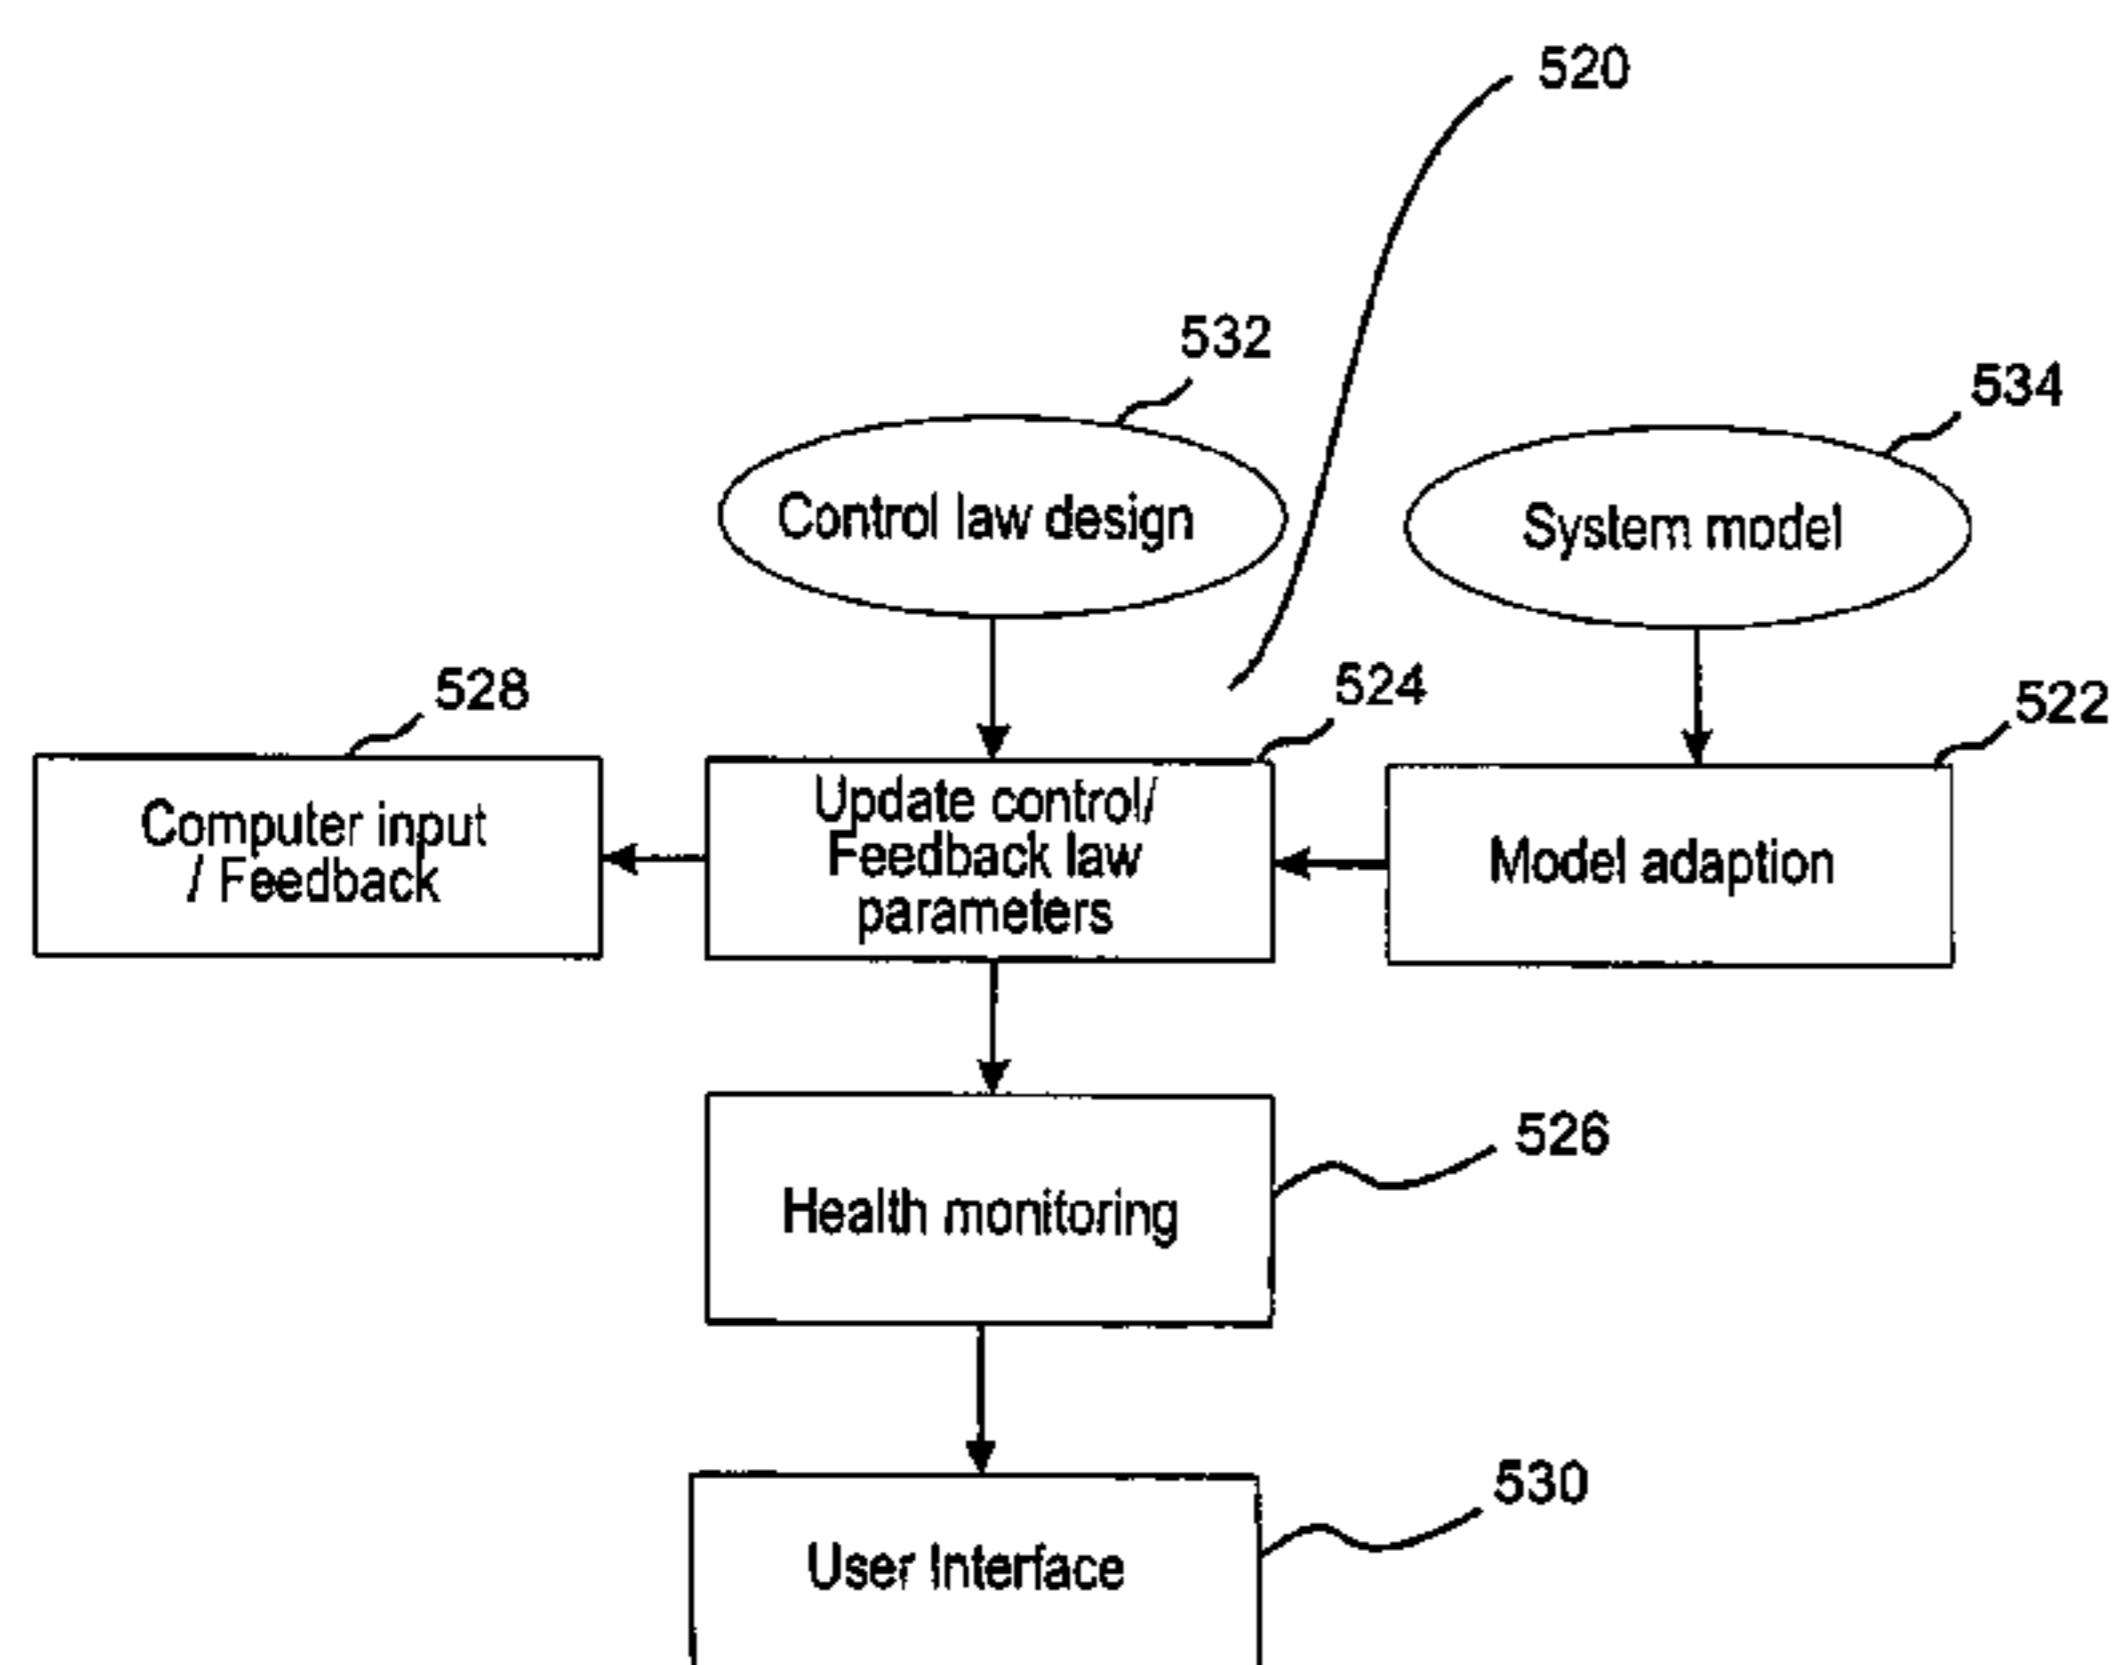 520
532
534
Control law design
System model
528
524
522
Computer input
/ Feedback
Update control/
Feedback law
parameters
Model adaption
526
Health monitoring
530
User Interface